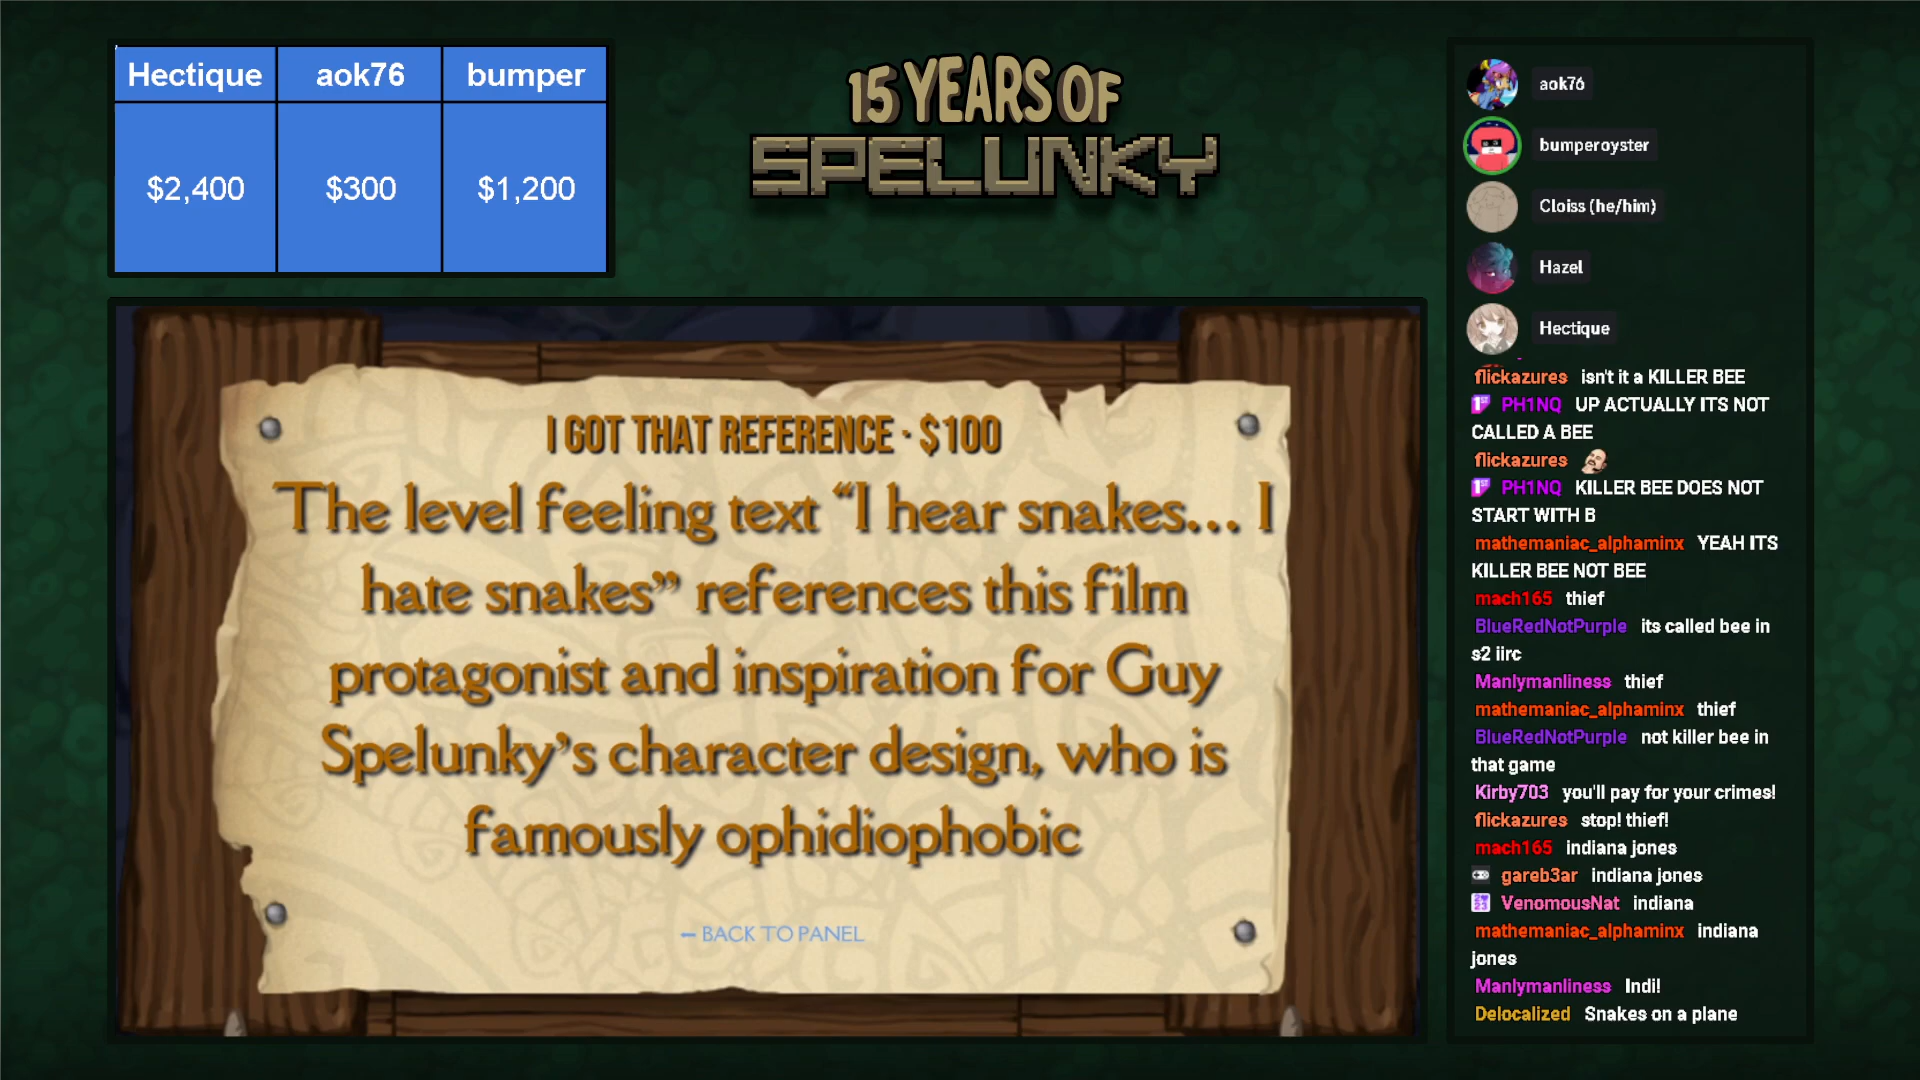 Hectique aok76 bumper
$2,400 $300 $1,200
15 YEARS OF
SPELUNKY
I GOT THAT REFERENCE - $100
The level feeling text “I hear snakes... I
hate snakes” references this film
protagonist and inspiration for Guy
Spelunky’s character design, who is
famously ophidiophobic
– BACK TO PANEL
aok76
bumperoyster
Cloiss (he/him)
Hazel
Hectique
flickazures isn't it a KILLER BEE
PH1NQ UP ACTUALLY ITS NOT
CALLED A BEE
flickazures
PH1NQ KILLER BEE DOES NOT
START WITH B
mathemaniac_alphaminx YEAH ITS
KILLER BEE NOT BEE
mach165 thief
BlueRedNotPurple its called bee in
s2 iirc
Manlymanliness thief
mathemaniac_alphaminx thief
BlueRedNotPurple not killer bee in
that game
Kirby703 you'll pay for your crimes!
flickazures stop! thief!
mach165 indiana jones
gareb3ar indiana jones
VenomousNat indiana
mathemaniac_alphaminx indiana
jones
Manlymanliness Indi!
Delocalized Snakes on a plane